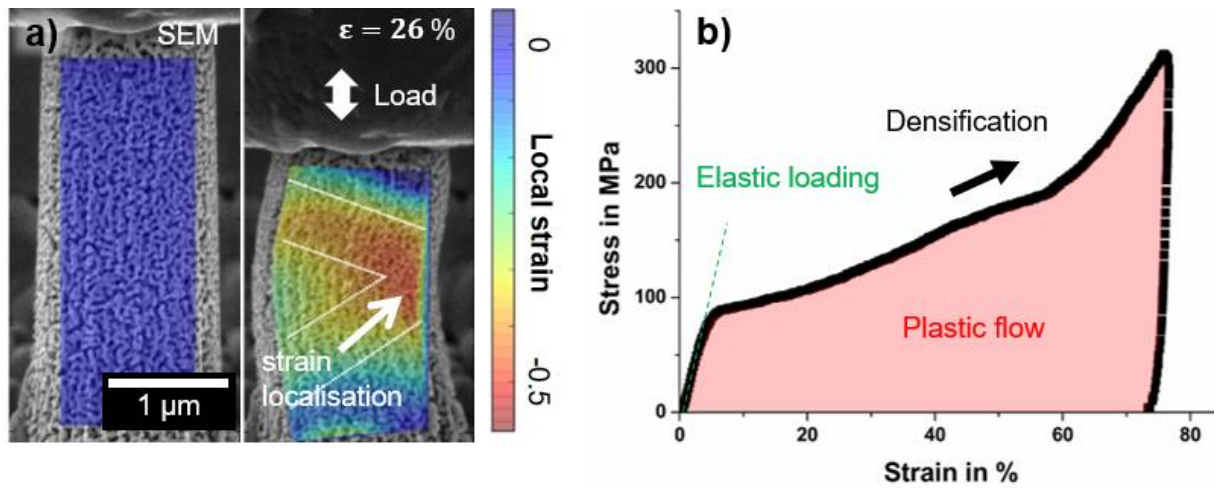 a)
SEM
1 µm
ε = 26 %
Load
strain
localisation
0
Local strain
-0.5
b)
300
200
100
0
Stress in MPa
Elastic loading
Densification
Plastic flow
0
20
40
60
80
Strain in %